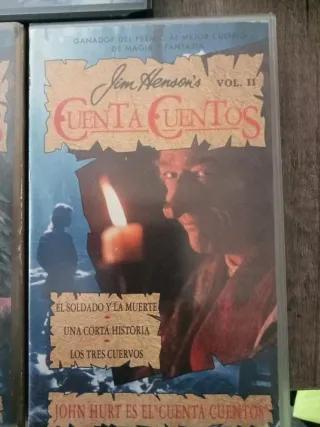 GANADOR DEL PREMIO AL MEJOR CUENTO
DE MAGIA Y FANTASIA
Jim Henson's VOL. II
CUENTA CUENTOS
EL SOLDADO Y LA MUERTE
UNA CORTA HISTORIA
LOS TRES CUERVOS
JOHN HURT ES EL "CUENTA CUENTOS"